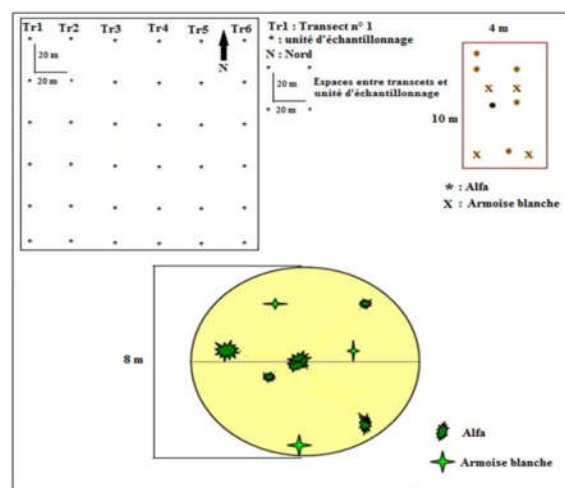 Tr1 Tr2 Tr3 Tr4 Tr5 Tr6
20 m
20 m
N
Tr1 : Transect n° 1
* : unité d'échantillonnage
N : Nord
20 m
20 m
Espaces entre transcets et
unité d'échantillonnage
4 m
10 m
X X
X X
* : Alfa
X : Armoise blanche
8 m
Alfa
Armoise blanche